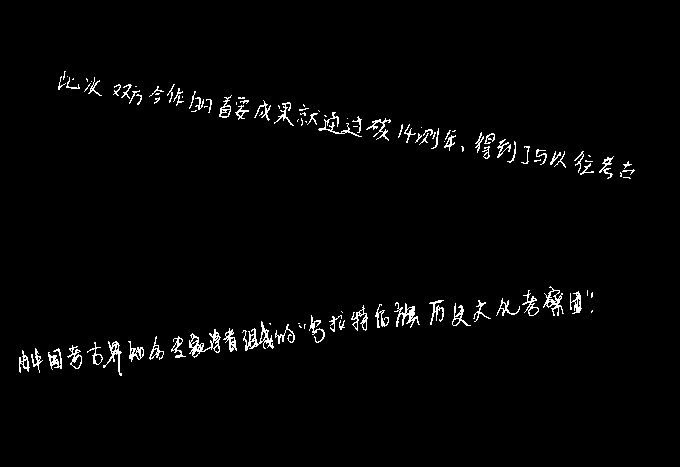 此次双方合作的首要成果就通过碳14测年,得到了与以往考古
由中国考古界知名专家学者组成的“乌拉特后旗历史文化考察团”.